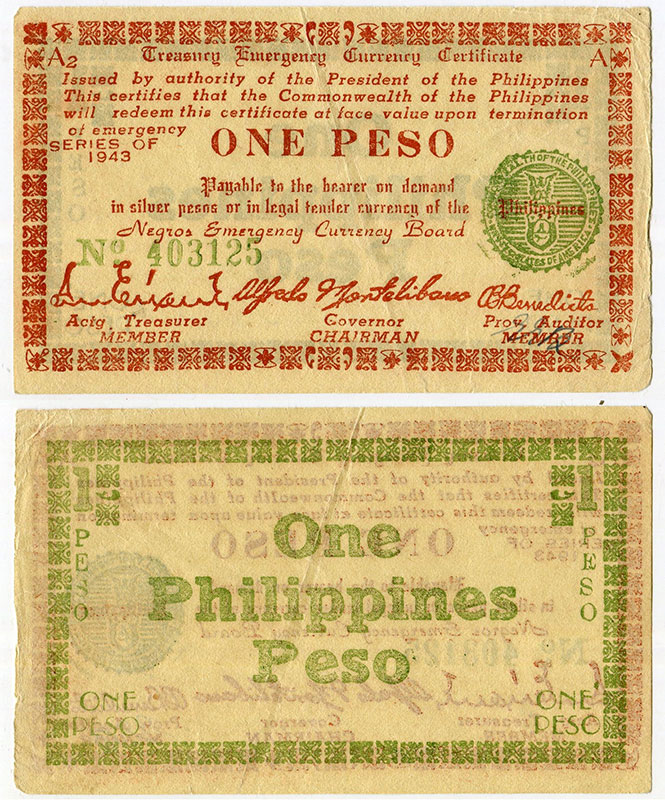 A2 Treasury Emergency Currency Certificate A
Issued by authority of the President of the Philippines
This certifies that the Commonwealth of the Philippines
will redeem this certificate at face value upon termination
of emergency
SERIES OF
1943
ONE PESO
Payable to the bearer on demand
in silver pesos or in legal tender currency of the Philippines
Negros Emergency Currency Board
No 403125
Alfredo Montelibano
Actg. Treasurer Governor Prov. Auditor
MEMBER CHAIRMAN MEMBER
1 1
PESO PESO
One
Philippines
Peso
ONE ONE
PESO PESO